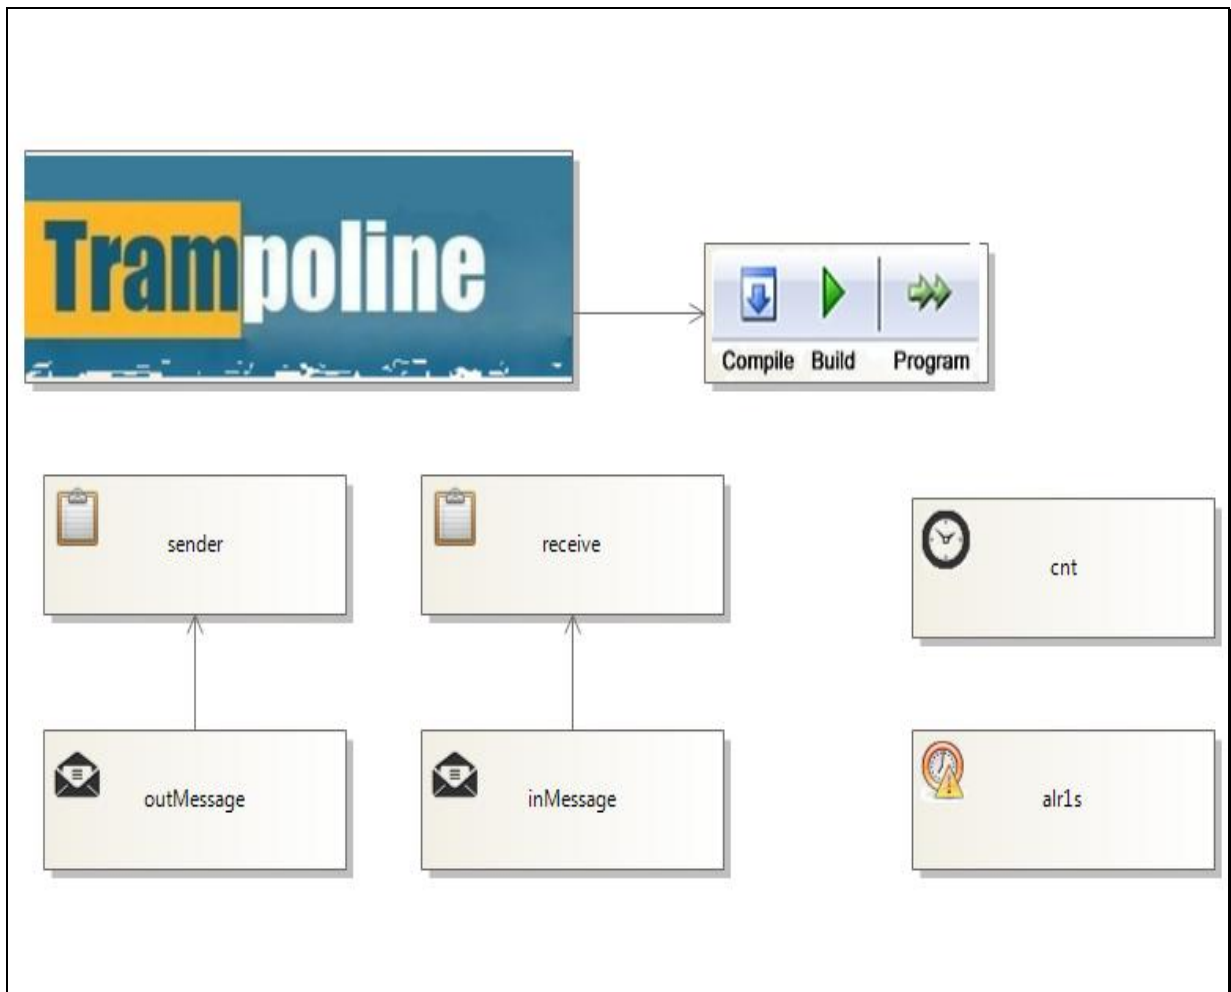 Trampoline
Compile Build Program
sender
receive
cnt
outMessage
inMessage
alr1s